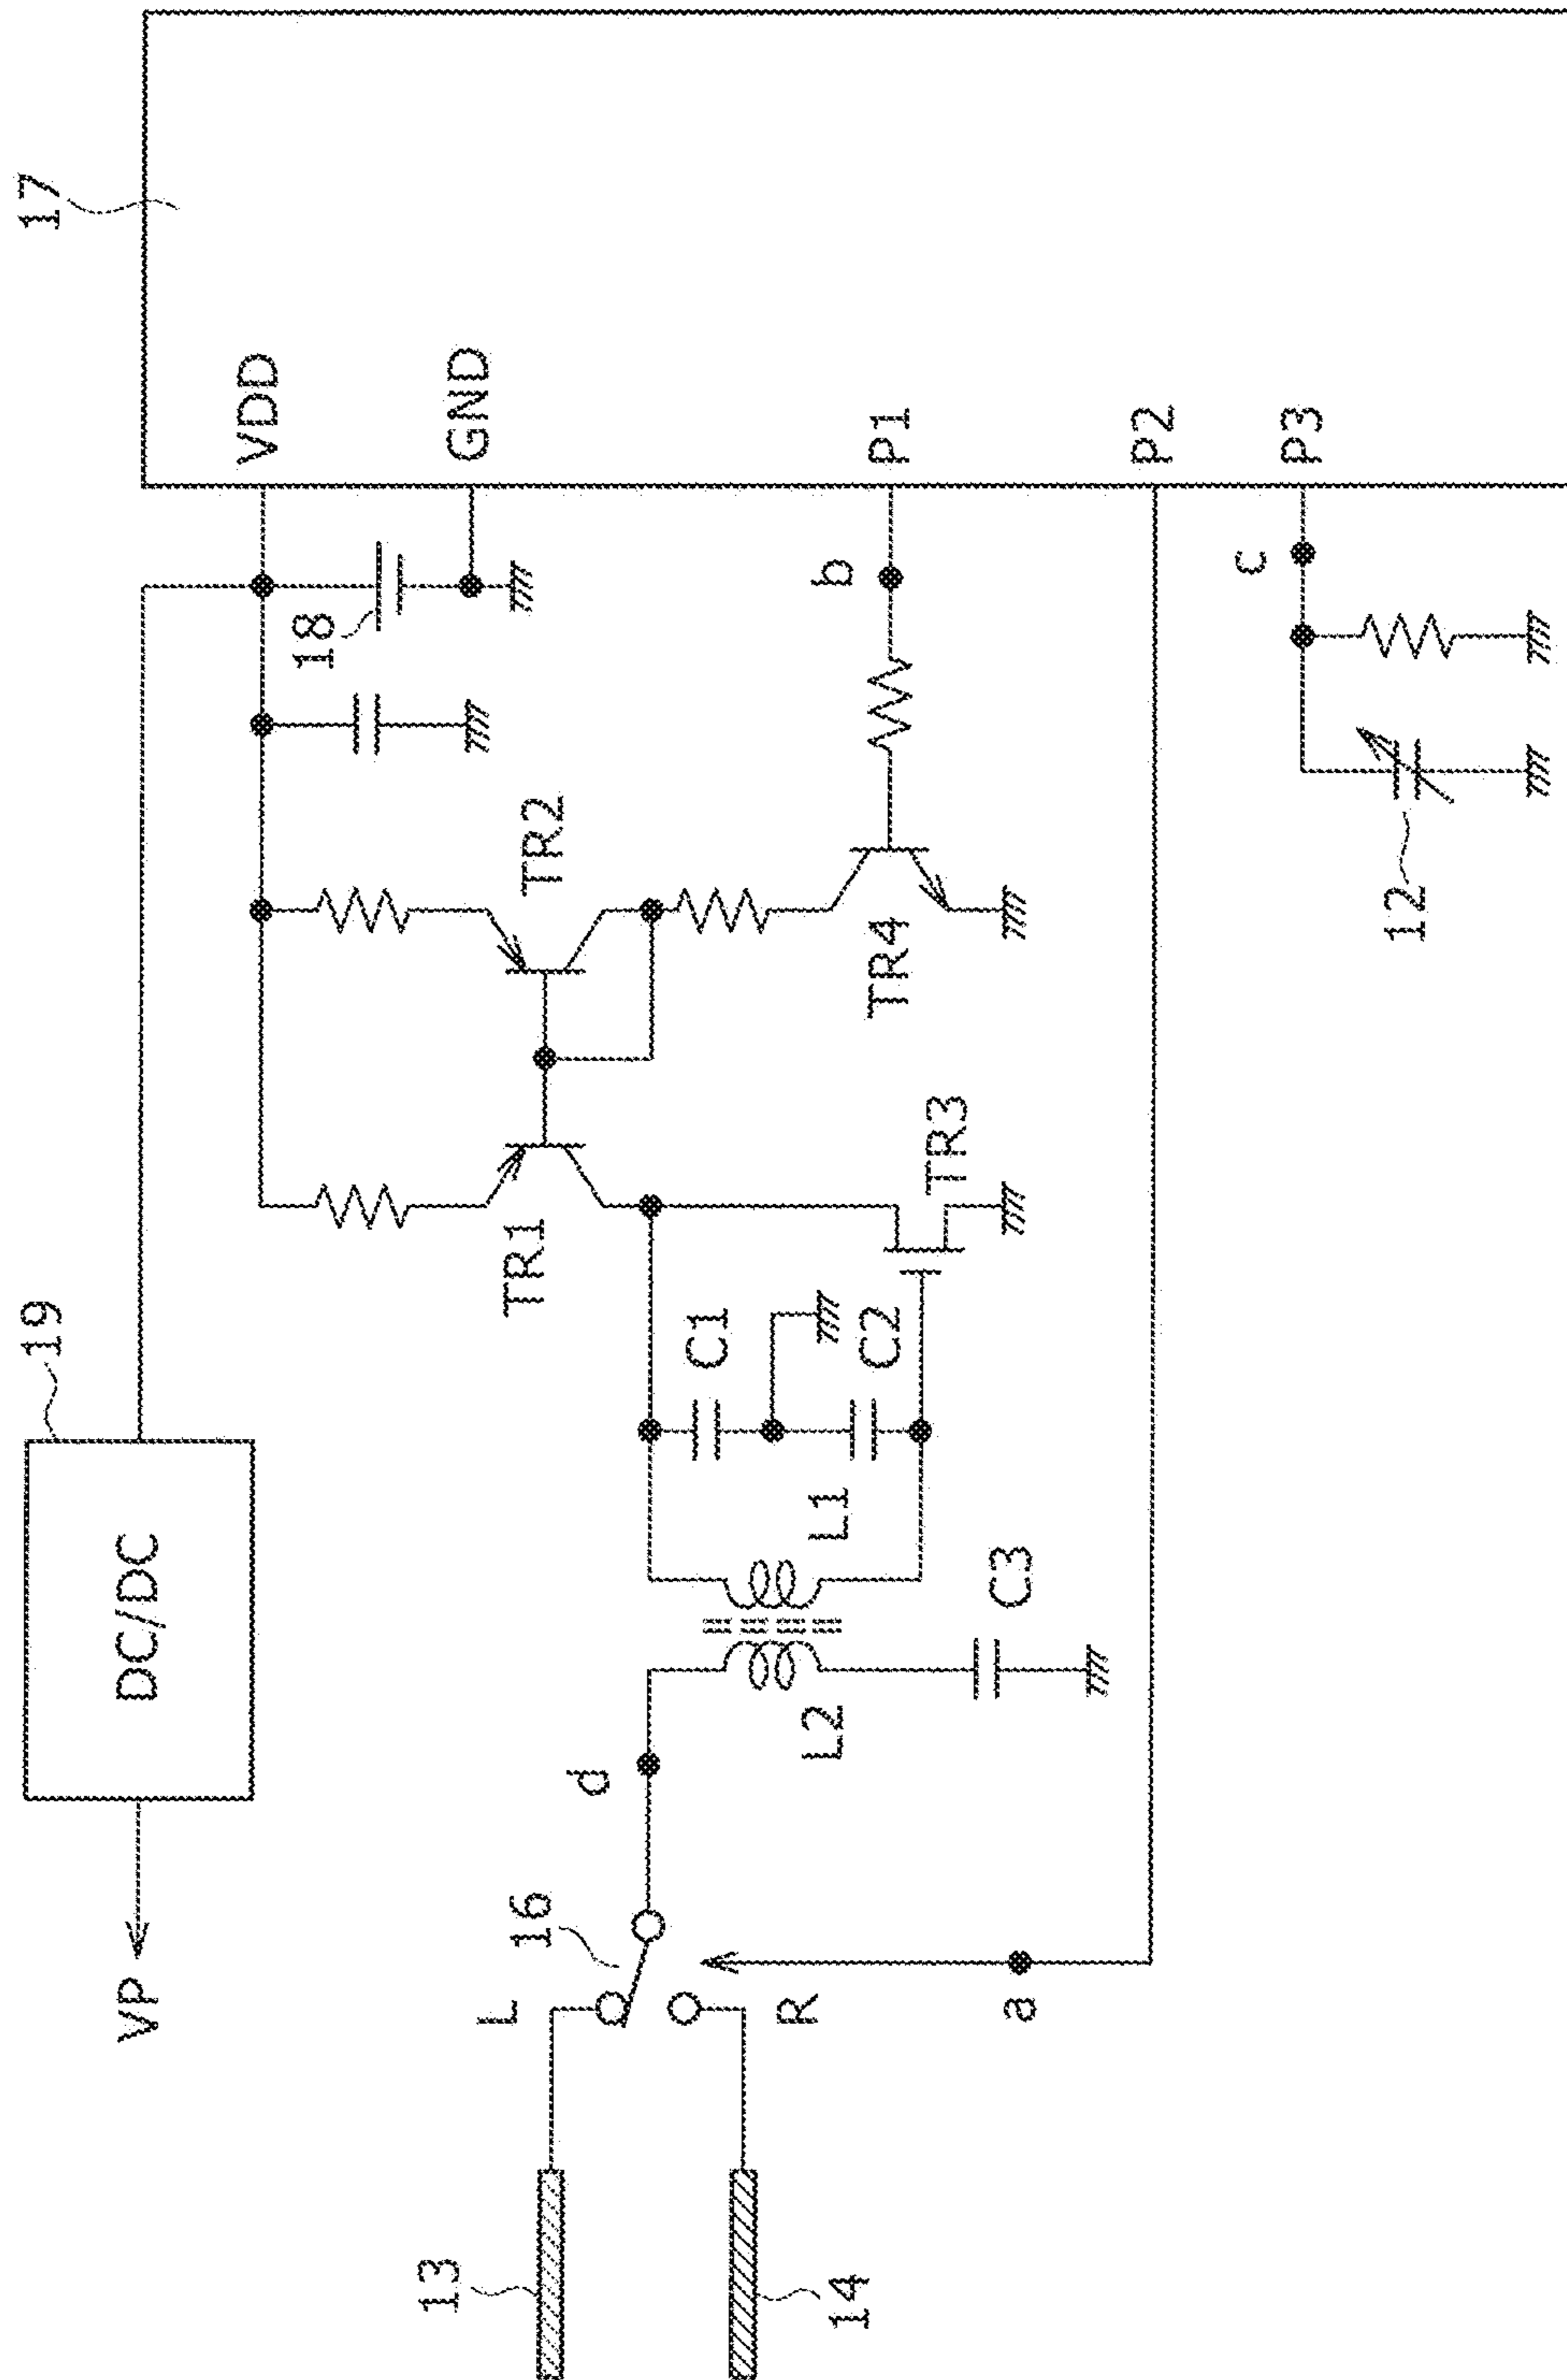 17
VDD
GND
P1
P2
P3
18
b
c
TR2
TR4
12
TR1
TR3
19
DC/DC
C1
C2
L1
L2
C3
VP
d
16
L
R
a
13
14